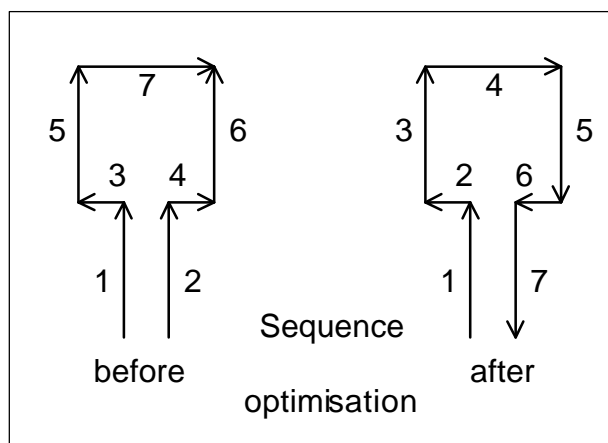 7 4
5 6 3 5
3 4 2 6
1 2 1 7
Sequence
before after
optimisation